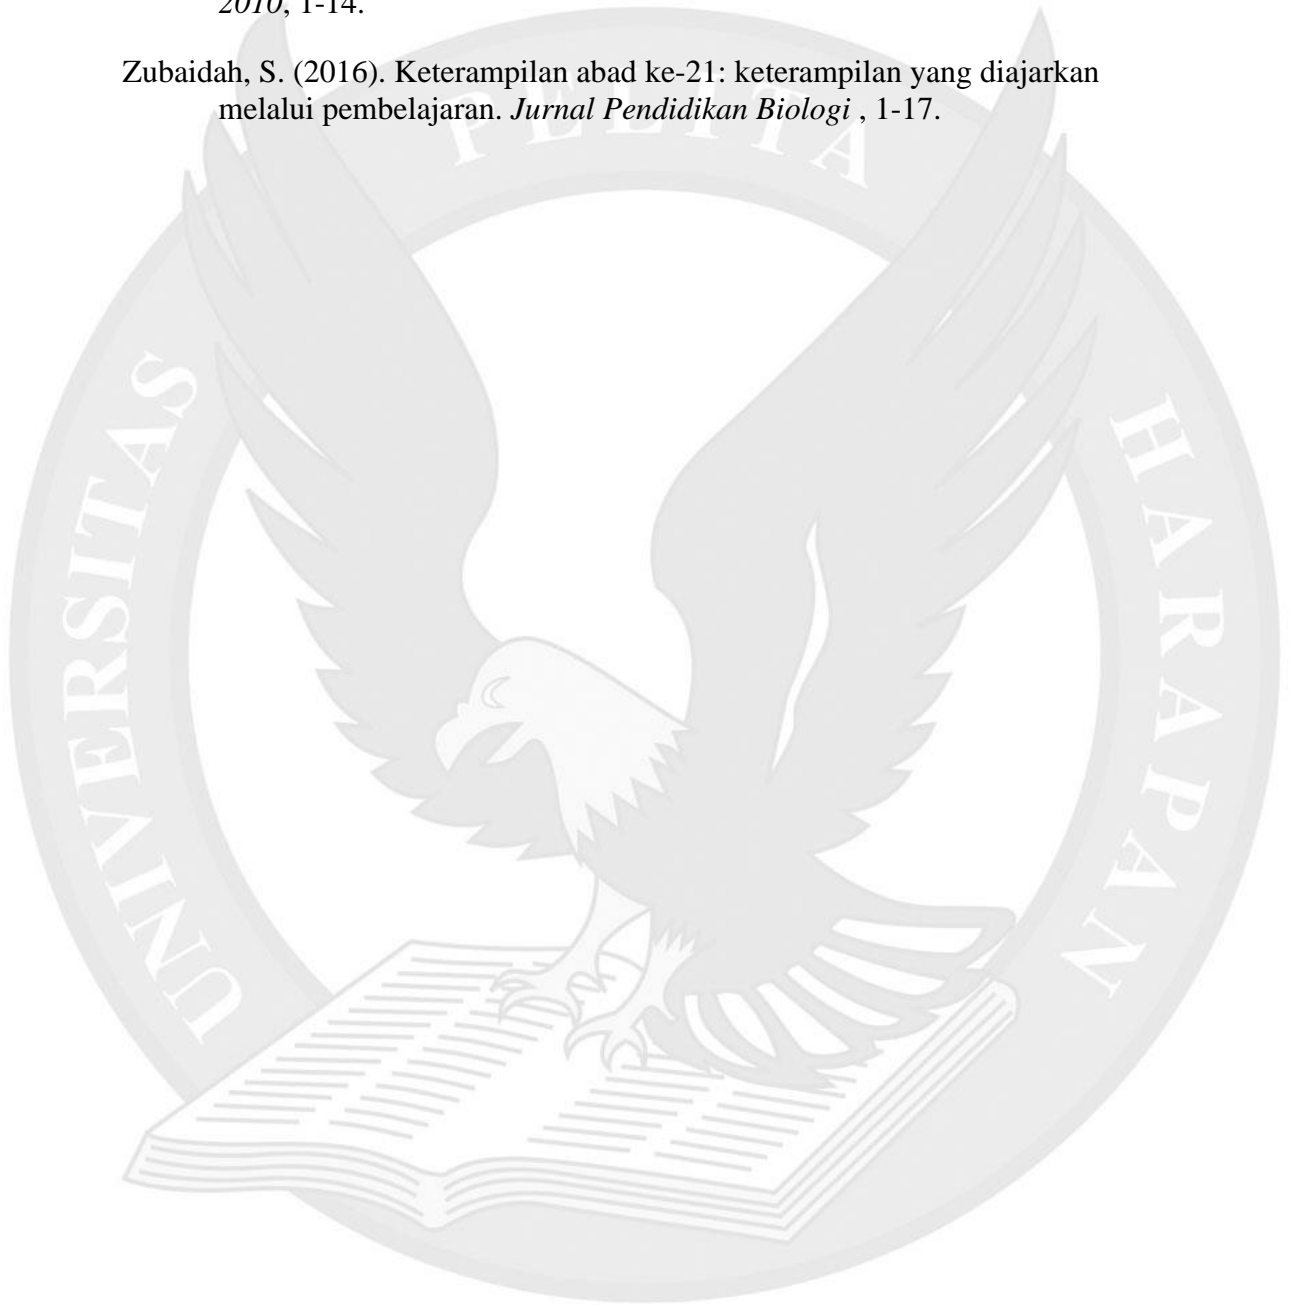 2010, 1-14.
Zubaidah, S. (2016). Keterampilan abad ke-21: keterampilan yang diajarkan
melalui pembelajaran. Jurnal Pendidikan Biologi , 1-17.
UNIVERSITAS PELITA HARAPAN